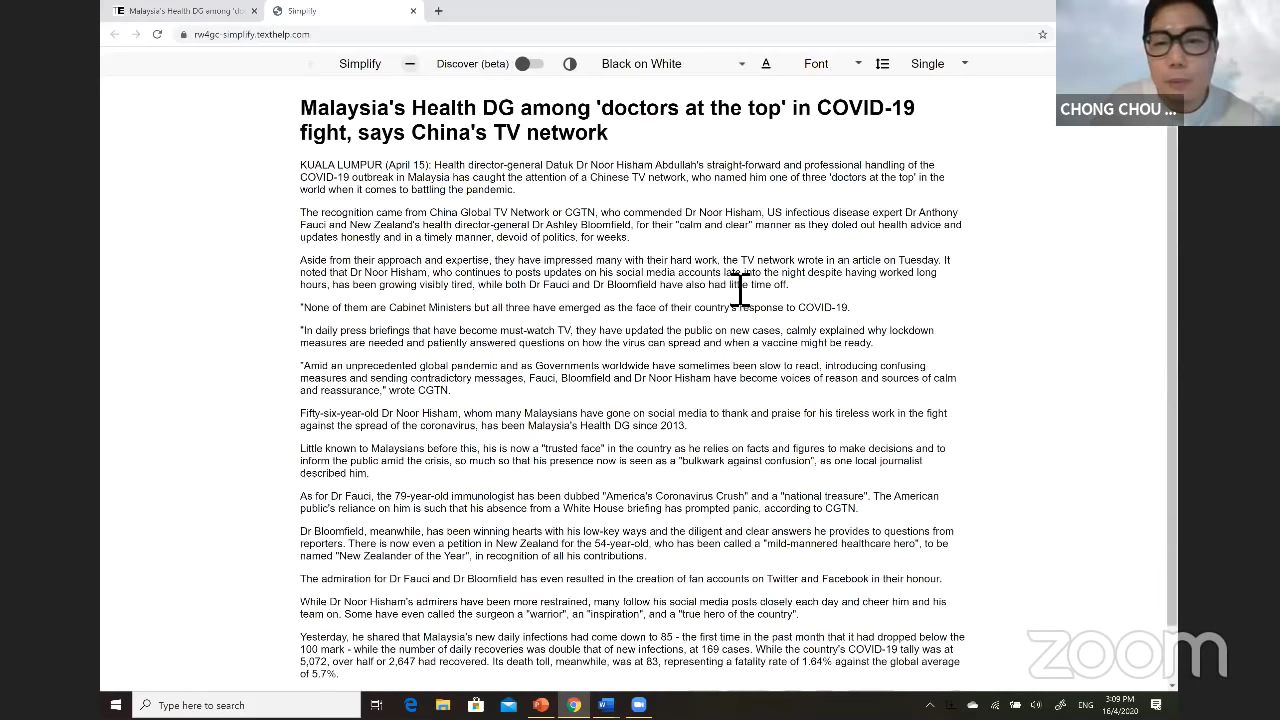 Malaysia's Health DG among 'do
Simplify
rw4gc-simplify.texthelp.com
Simplify
Discover (beta)
Black on White
Font
Single
CHONG CHOU ...
Malaysia's Health DG among 'doctors at the top' in COVID-19
fight, says China's TV network
KUALA LUMPUR (April 15): Health director-general Datuk Dr Noor Hisham Abdullah's straight-forward and professional handling of the
COVID-19 outbreak in Malaysia has caught the attention of a Chinese TV network, who named him one of three 'doctors at the top' in the
world when it comes to battling the pandemic.
The recognition came from China Global TV Network or CGTN, who commended Dr Noor Hisham, US infectious disease expert Dr Anthony
Fauci and New Zealand's health director-general Dr Ashley Bloomfield, for their "calm and clear" manner as they doled out health advice and
updates honestly and in a timely manner, devoid of politics, for weeks.
Aside from their approach and expertise, they have impressed many with their hard work, the TV network wrote in an article on Tuesday. It
noted that Dr Noor Hisham, who continues to posts updates on his social media accounts late into the night despite having worked long
hours, has been growing visibly tired, while both Dr Fauci and Dr Bloomfield have also had little time off.
"None of them are Cabinet Ministers but all three have emerged as the face of their country's response to COVID-19.
"In daily press briefings that have become must-watch TV, they have updated the public on new cases, calmly explained why lockdown
measures are needed and patiently answered questions on how the virus can spread and when a vaccine might be ready.
"Amid an unprecedented global pandemic and as Governments worldwide have sometimes been slow to react, introducing confusing
measures and sending contradictory messages, Fauci, Bloomfield and Dr Noor Hisham have become voices of reason and sources of calm
and reassurance," wrote CGTN.
Fifty-six-year-old Dr Noor Hisham, whom many Malaysians have gone on social media to thank and praise for his tireless work in the fight
against the spread of the coronavirus, has been Malaysia's Health DG since 2013.
Little known to Malaysians before this, his is now a "trusted face" in the country as he relies on facts and figures to make decisions and to
inform the public amid the crisis, so much so that his presence now is seen as a "bulkwark against confusion", as one local journalist
described him.
As for Dr Fauci, the 79-year-old immunologist has been dubbed "America's Coronavirus Crush" and a "national treasure". The American
public's reliance on him is such that his absence from a White House briefing has prompted panic, according to CGTN.
Dr Bloomfield, meanwhile, has been winning hearts with his low-key ways and the diligent and clear answers he provides to questions from
reporters. There is now even a petition in New Zealand for the 54-year-old, who has been called a "mild-mannered healthcare hero", to be
named "New Zealander of the Year", in recognition of all his contributions.
The admiration for Dr Fauci and Dr Bloomfield has even resulted in the creation of fan accounts on Twitter and Facebook in their honour.
While Dr Noor Hisham's admirers have been more restrained, many follow his social media posts closely each day and cheer him and his
team on. Some have even called the surgeon a "warrior", an "inspiration", and a "true hero of the country".
Yesterday, he shared that Malaysia's new daily infections had come down to 85 - the first time in the past month that it had dropped below the
100 mark - while the number of daily recoveries was double that of new infections, at 169 cases. While the country's COVID-19 tally was at
5,072, over half or 2,647 had recovered. Its death toll, meanwhile, was at 83, representing a fatality rate of 1.64% against the global average
of 5.7%.
zoom
Type here to search
ENG
3:09 PM
16/4/2020